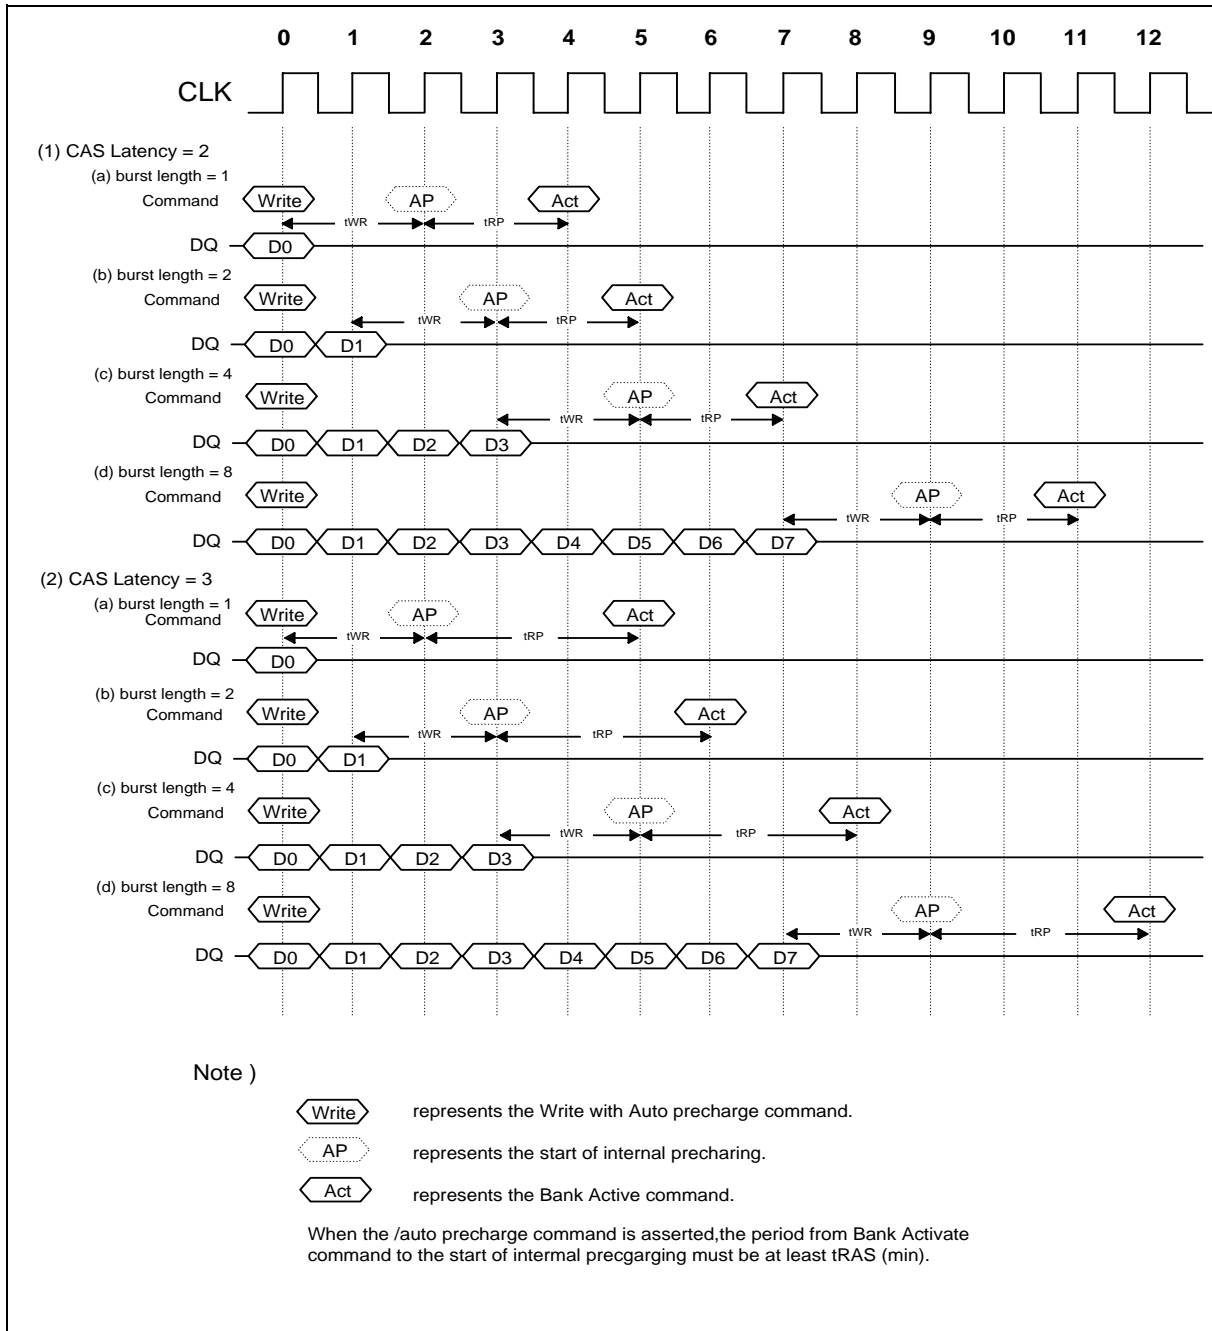 0 1 2 3 4 5 6 7 8 9 10 11 12
CLK
(1) CAS Latency = 2
(a) burst length = 1
Command Write AP Act
tWR tRP
DQ D0
(b) burst length = 2
Command Write AP Act
tWR tRP
DQ D0 D1
(c) burst length = 4
Command Write AP Act
tWR tRP
DQ D0 D1 D2 D3
(d) burst length = 8
Command Write AP Act
tWR tRP
DQ D0 D1 D2 D3 D4 D5 D6 D7
(2) CAS Latency = 3
(a) burst length = 1
Command Write AP Act
tWR tRP
DQ D0
(b) burst length = 2
Command Write AP Act
tWR tRP
DQ D0 D1
(c) burst length = 4
Command Write AP Act
tWR tRP
DQ D0 D1 D2 D3
(d) burst length = 8
Command Write AP Act
tWR tRP
DQ D0 D1 D2 D3 D4 D5 D6 D7
Note )
Write represents the Write with Auto precharge command.
AP represents the start of internal precharing.
Act represents the Bank Active command.
When the /auto precharge command is asserted,the period from Bank Activate
command to the start of intermal precgarging must be at least tRAS (min).